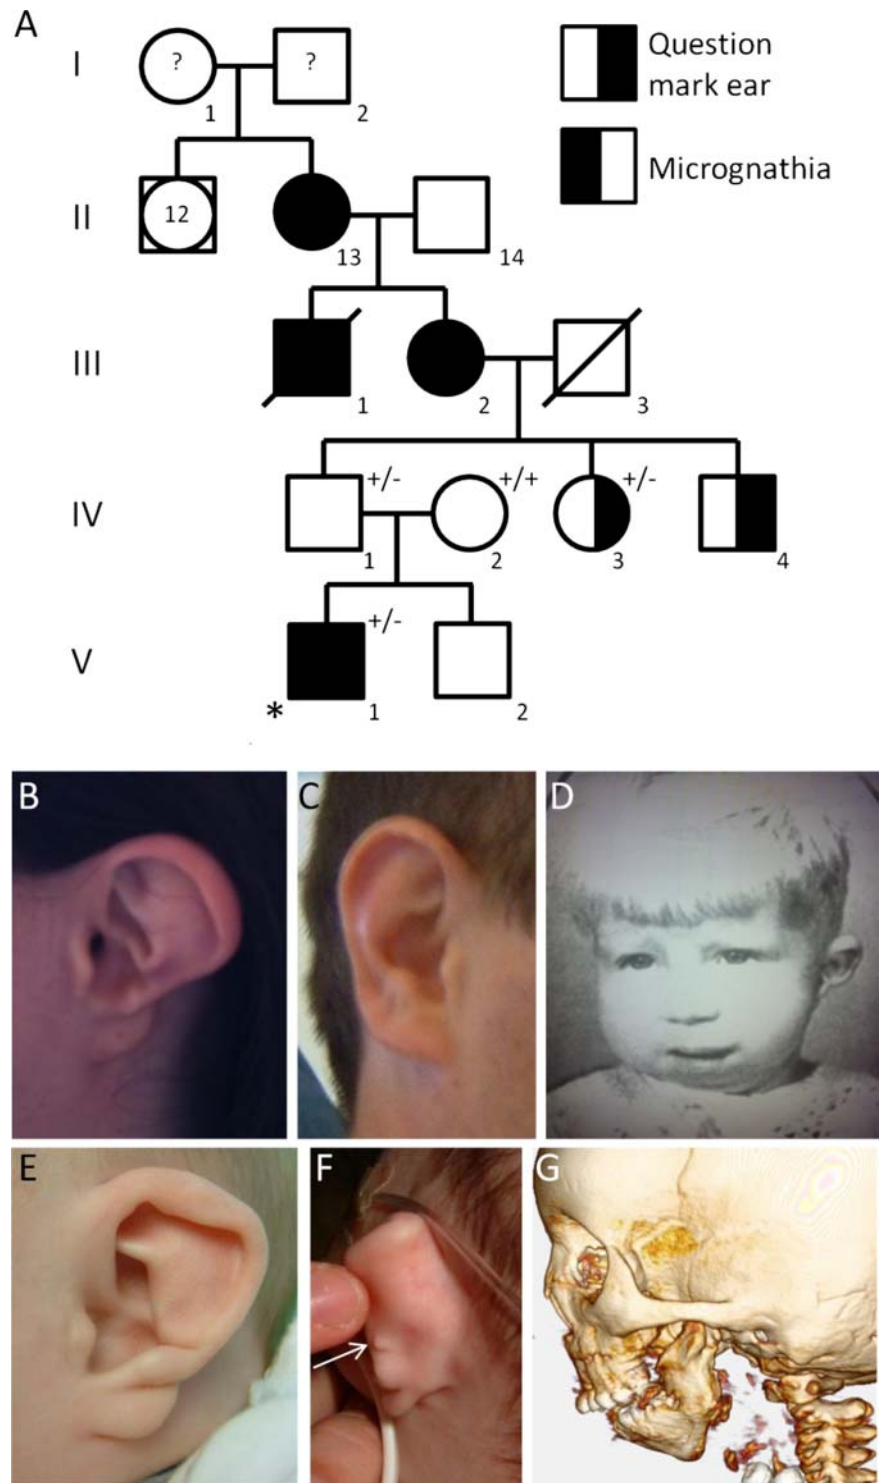 A
I
? ?
1 2
Question
mark ear
Micrognathia
II
12
13 14
III
1 2 3
+/- +/+ +/-
IV
1 2 3 4
+/-
V
*
1 2
B C D
E F G